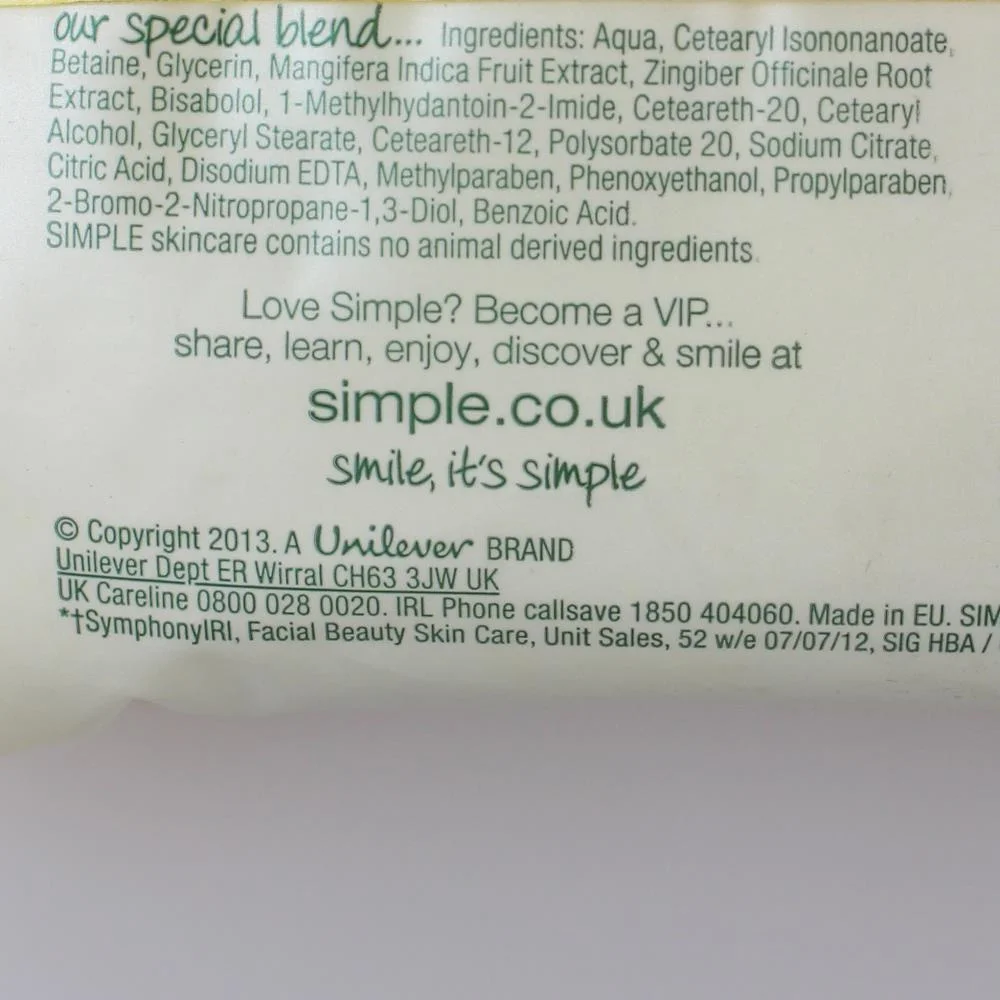 our special blend... Ingredients: Aqua, Cetearyl Isononanoate,
Betaine, Glycerin, Mangifera Indica Fruit Extract, Zingiber Officinale Root
Extract, Bisabolol, 1-Methylhydantoin-2-Imide, Ceteareth-20, Cetearyl
Alcohol, Glyceryl Stearate, Ceteareth-12, Polysorbate 20, Sodium Citrate,
Citric Acid, Disodium EDTA, Methylparaben, Phenoxyethanol, Propylparaben,
2-Bromo-2-Nitropropane-1,3-Diol, Benzoic Acid.
SIMPLE skincare contains no animal derived ingredients.
Love Simple? Become a VIP...
share, learn, enjoy, discover & smile at
simple.co.uk
smile, it's simple
© Copyright 2013. A Unilever BRAND
Unilever Dept ER Wirral CH63 3JW UK
UK Careline 0800 028 0020. IRL Phone callsave 1850 404060. Made in EU. SIM
*†SymphonyIRI, Facial Beauty Skin Care, Unit Sales, 52 w/e 07/07/12, SIG HBA /